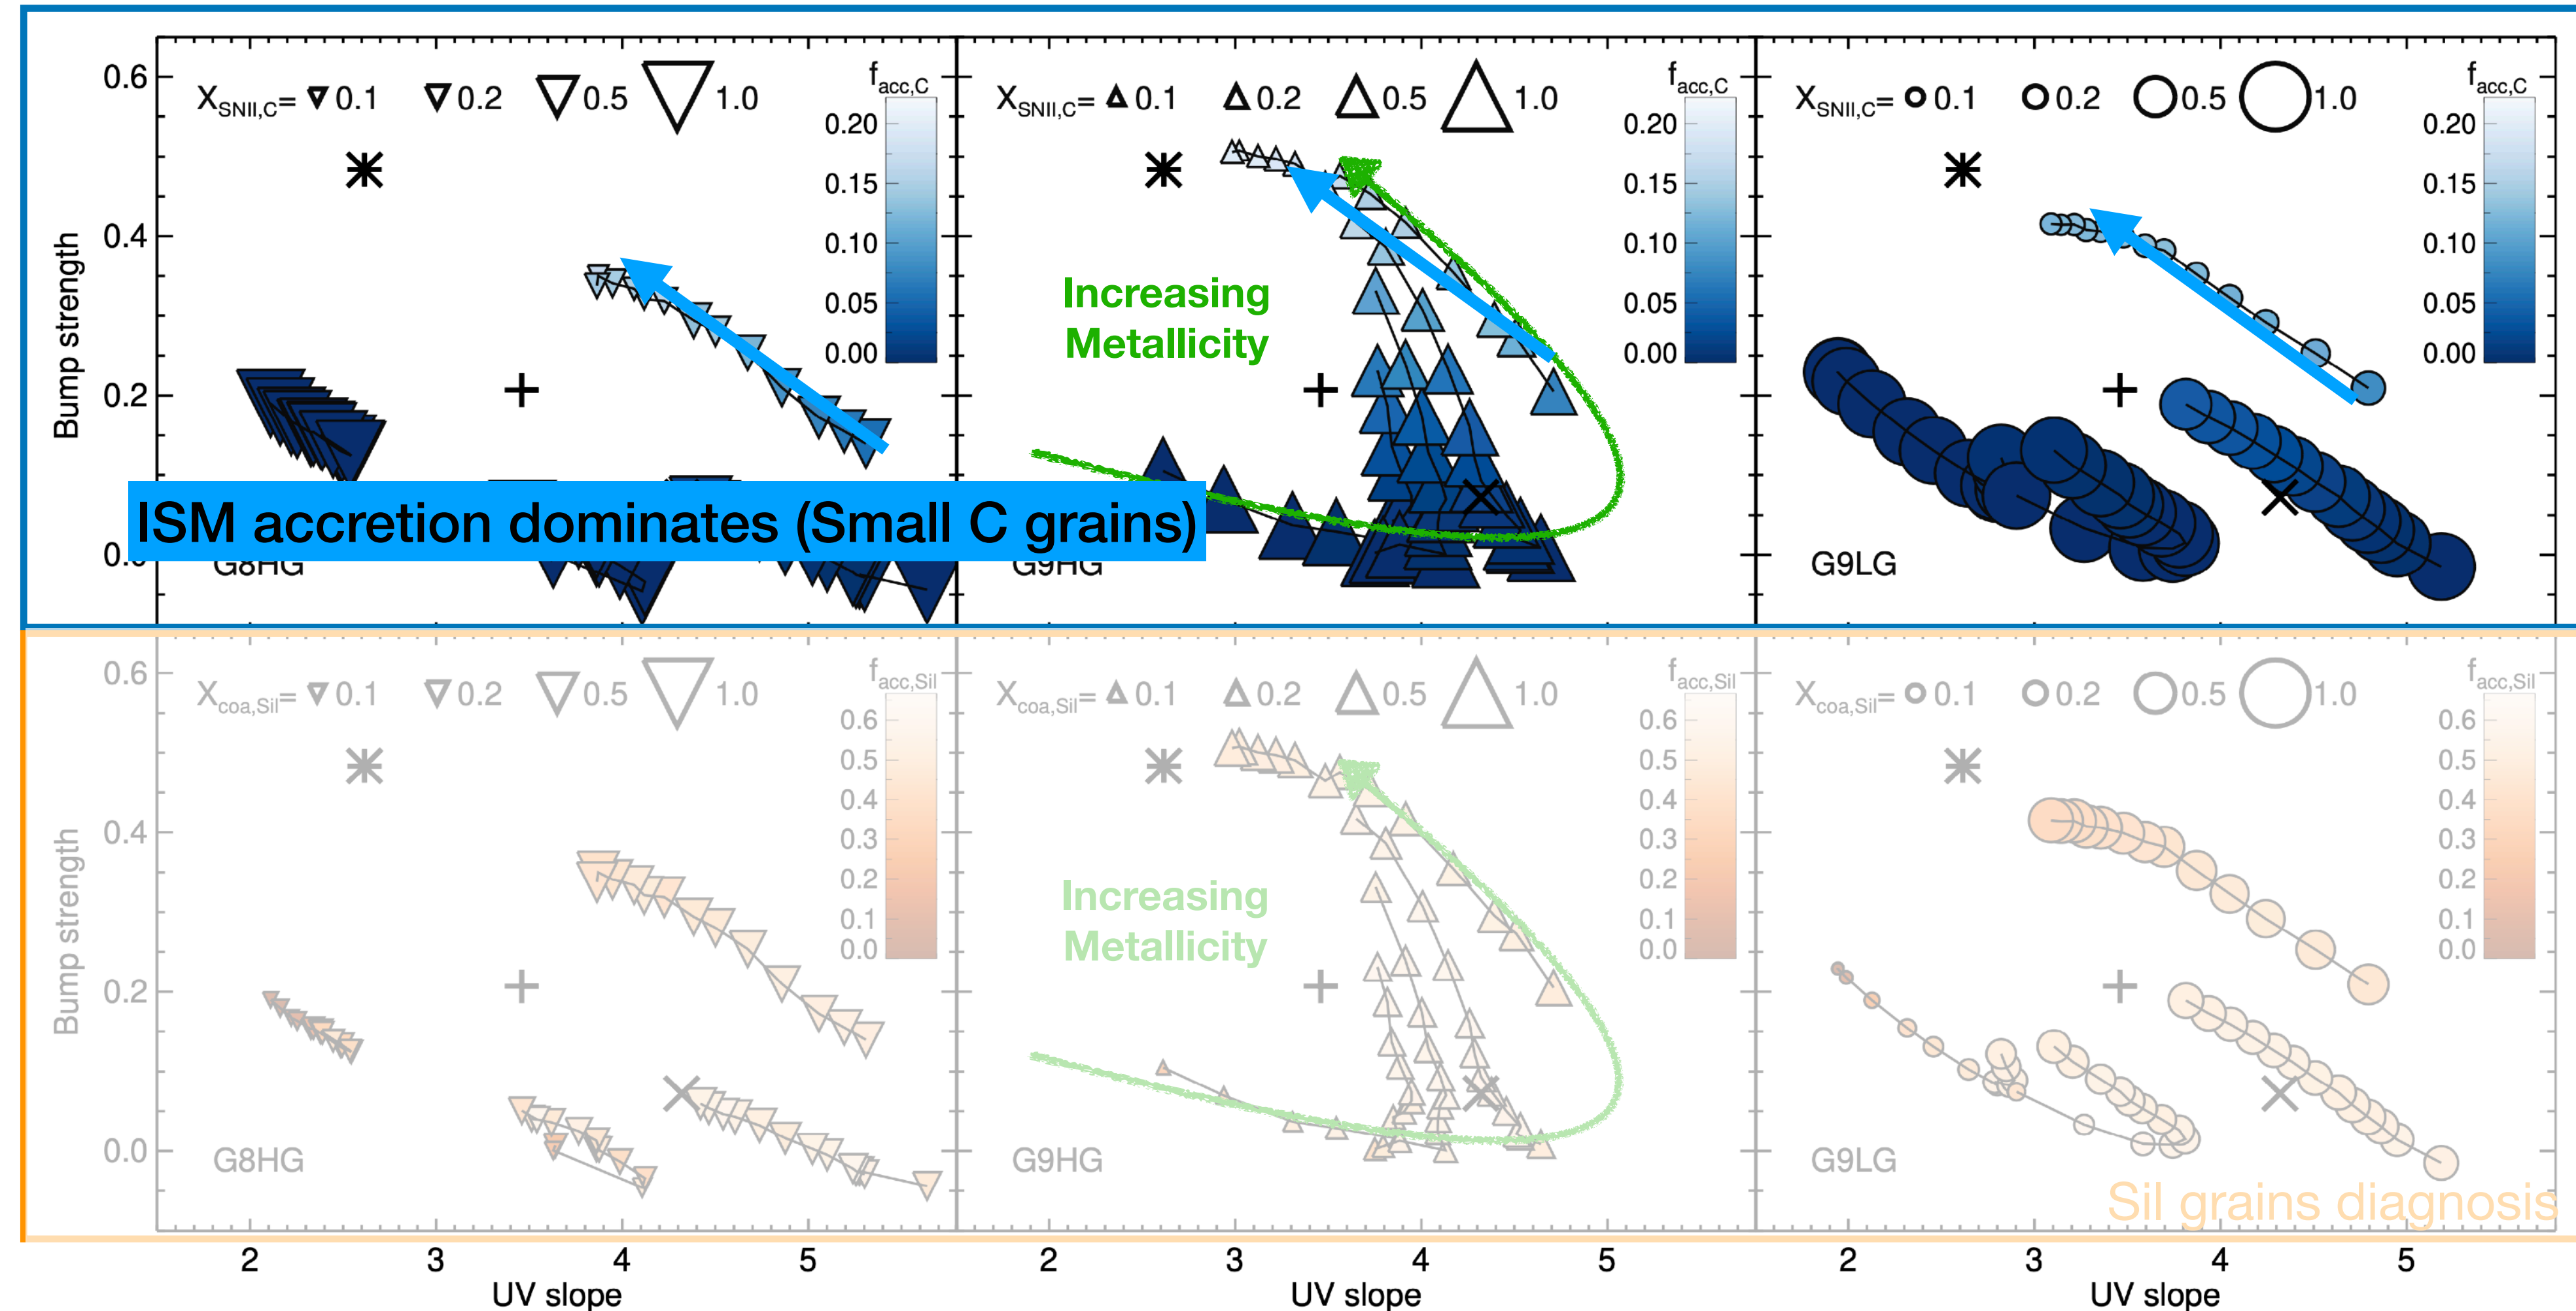 X_SNII,C= 0.1 0.2 0.5 1.0
f_acc,C
0.20
0.15
0.10
0.05
0.00
X_SNII,C= 0.1 0.2 0.5 1.0
f_acc,C
0.20
0.15
0.10
0.05
0.00
X_SNII,C= 0.1 0.2 0.5 1.0
f_acc,C
0.20
0.15
0.10
0.05
0.00
0.6
0.4
0.2
Bump strength
Increasing
Metallicity
ISM accretion dominates (Small C grains)
G8HG
G9HG
G9LG
X_coa,Sil= 0.1 0.2 0.5 1.0
f_acc,Sil
0.6
0.5
0.4
0.3
0.2
0.1
0.0
X_coa,Sil= 0.1 0.2 0.5 1.0
f_acc,Sil
0.6
0.5
0.4
0.3
0.2
0.1
0.0
X_coa,Sil= 0.1 0.2 0.5 1.0
f_acc,Sil
0.6
0.5
0.4
0.3
0.2
0.1
0.0
0.6
0.4
0.2
0.0
Bump strength
Increasing
Metallicity
G8HG
G9HG
G9LG
Sil grains diagnosis
2 3 4 5
2 3 4 5
2 3 4 5
UV slope
UV slope
UV slope